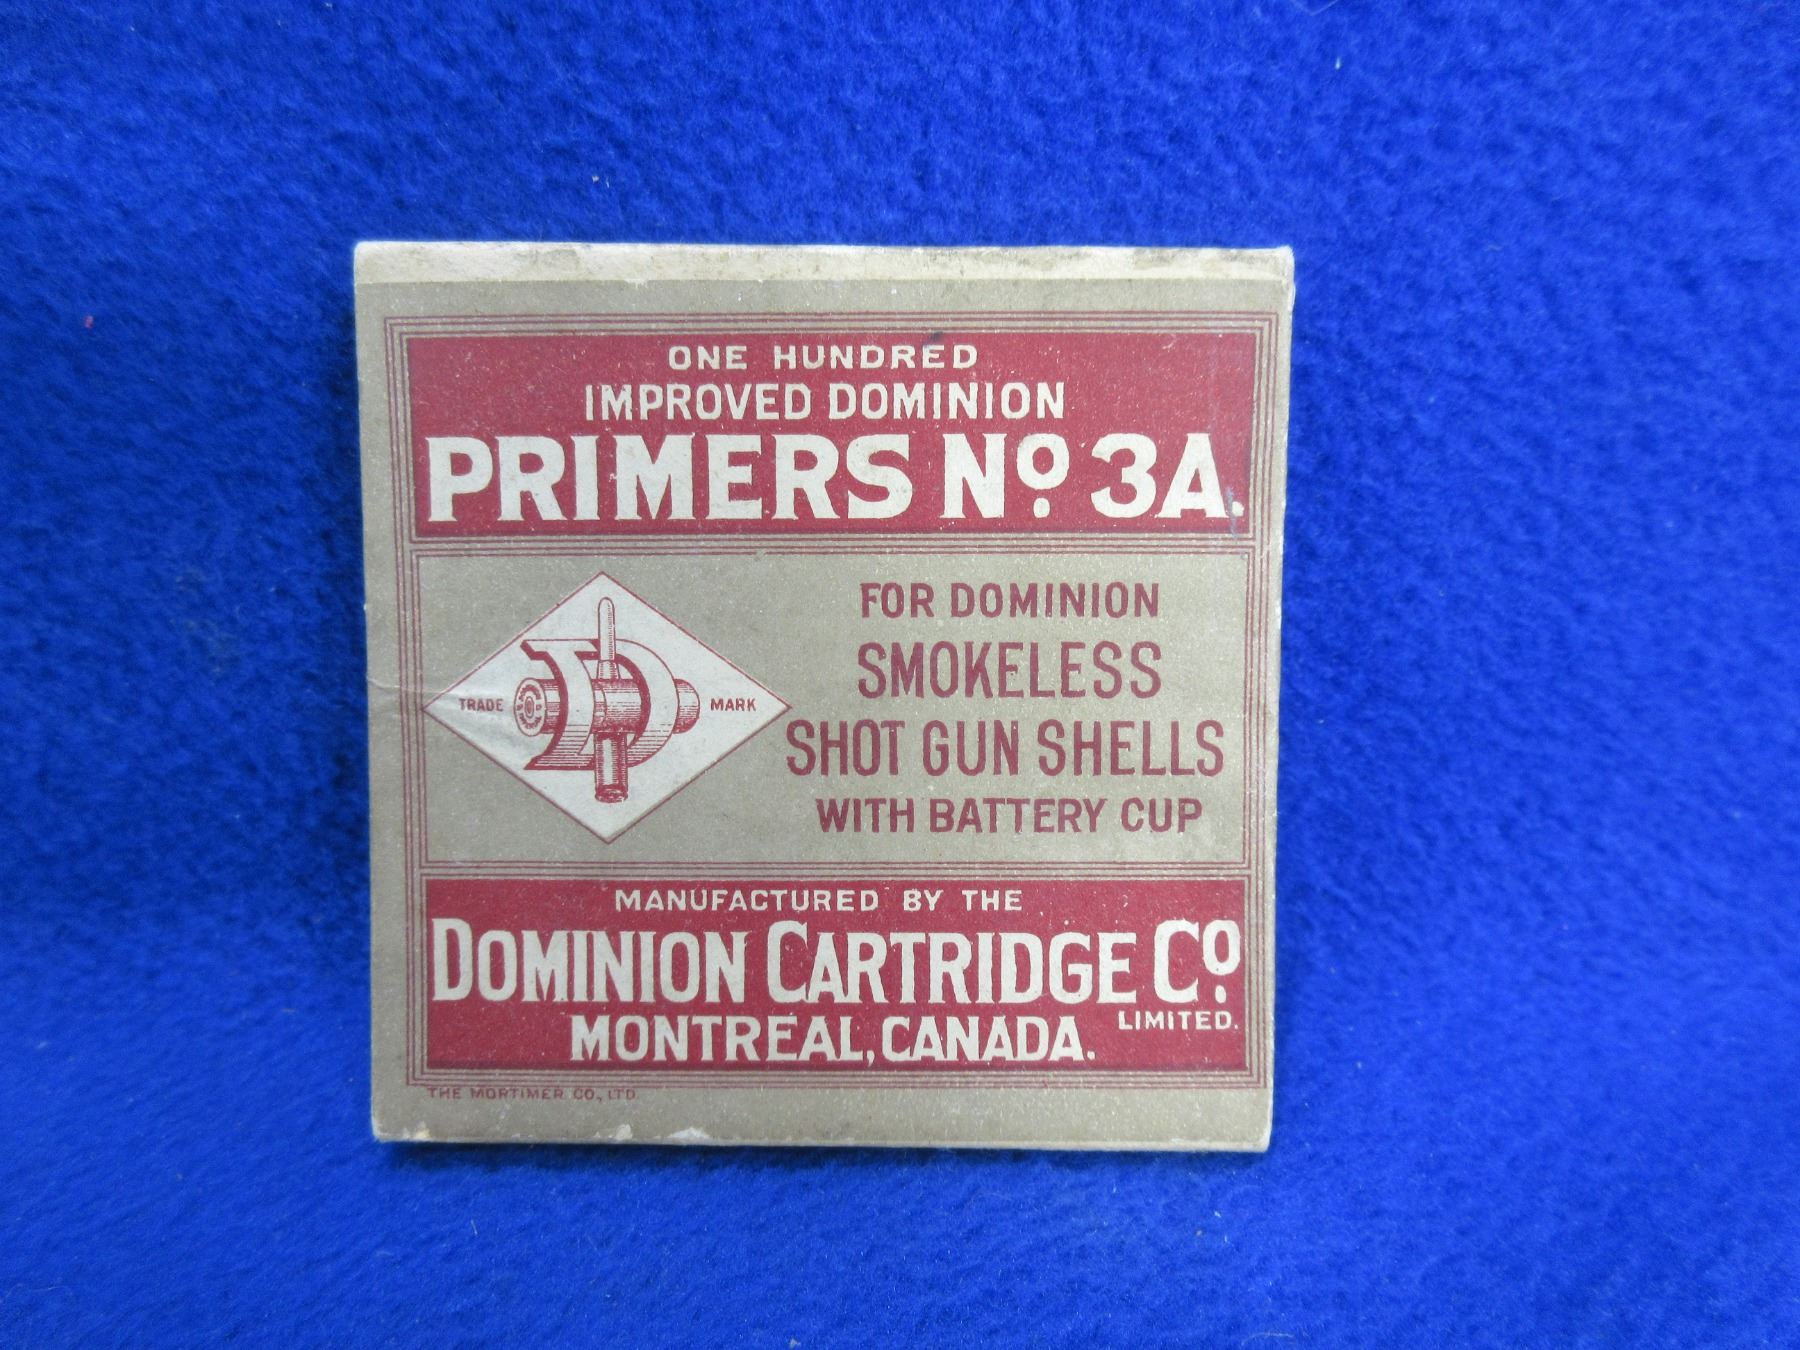 ONE HUNDRED
IMPROVED DOMINION
PRIMERS No. 3A.
TRADE MARK
FOR DOMINION
SMOKELESS
SHOT GUN SHELLS
WITH BATTERY CUP
MANUFACTURED BY THE
DOMINION CARTRIDGE Co.
LIMITED.
MONTREAL, CANADA.
THE MORTIMER CO., LTD.